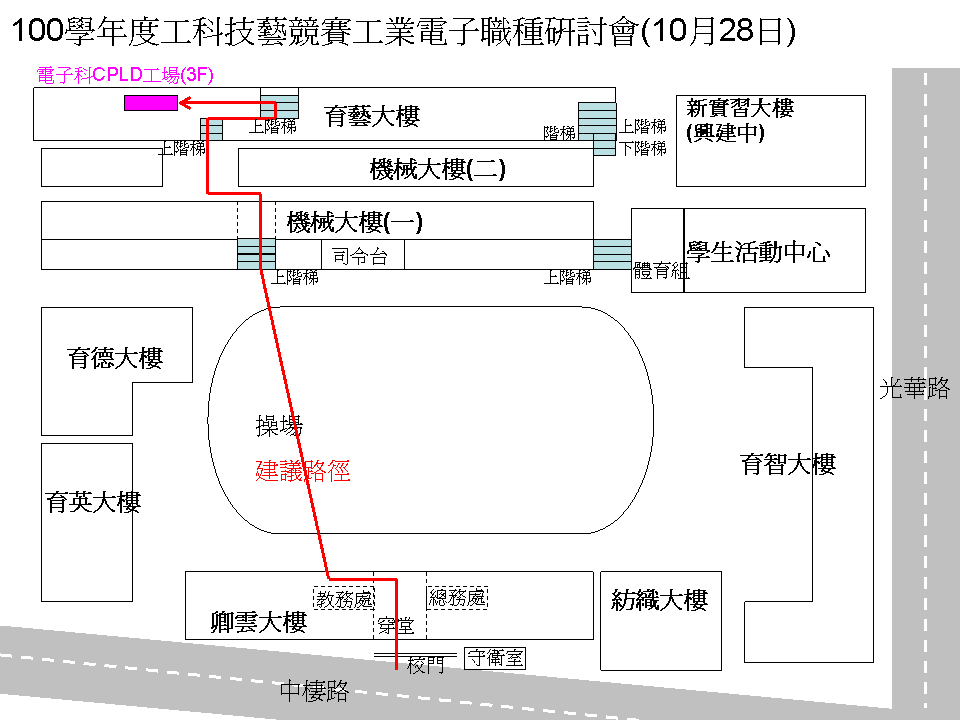 100學年度工科技藝競賽工業電子職種研討會(10月28日)
電子科CPLD工場(3F)
上階梯
育藝大樓
階梯
上階梯
下階梯
新實習大樓
(興建中)
上階梯
機械大樓(二)
機械大樓(一)
司令台
上階梯
上階梯
體育組
學生活動中心
育德大樓
光華路
操場
建議路徑
育智大樓
育英大樓
教務處
總務處
紡織大樓
卿雲大樓
穿堂
校門
守衛室
中棲路